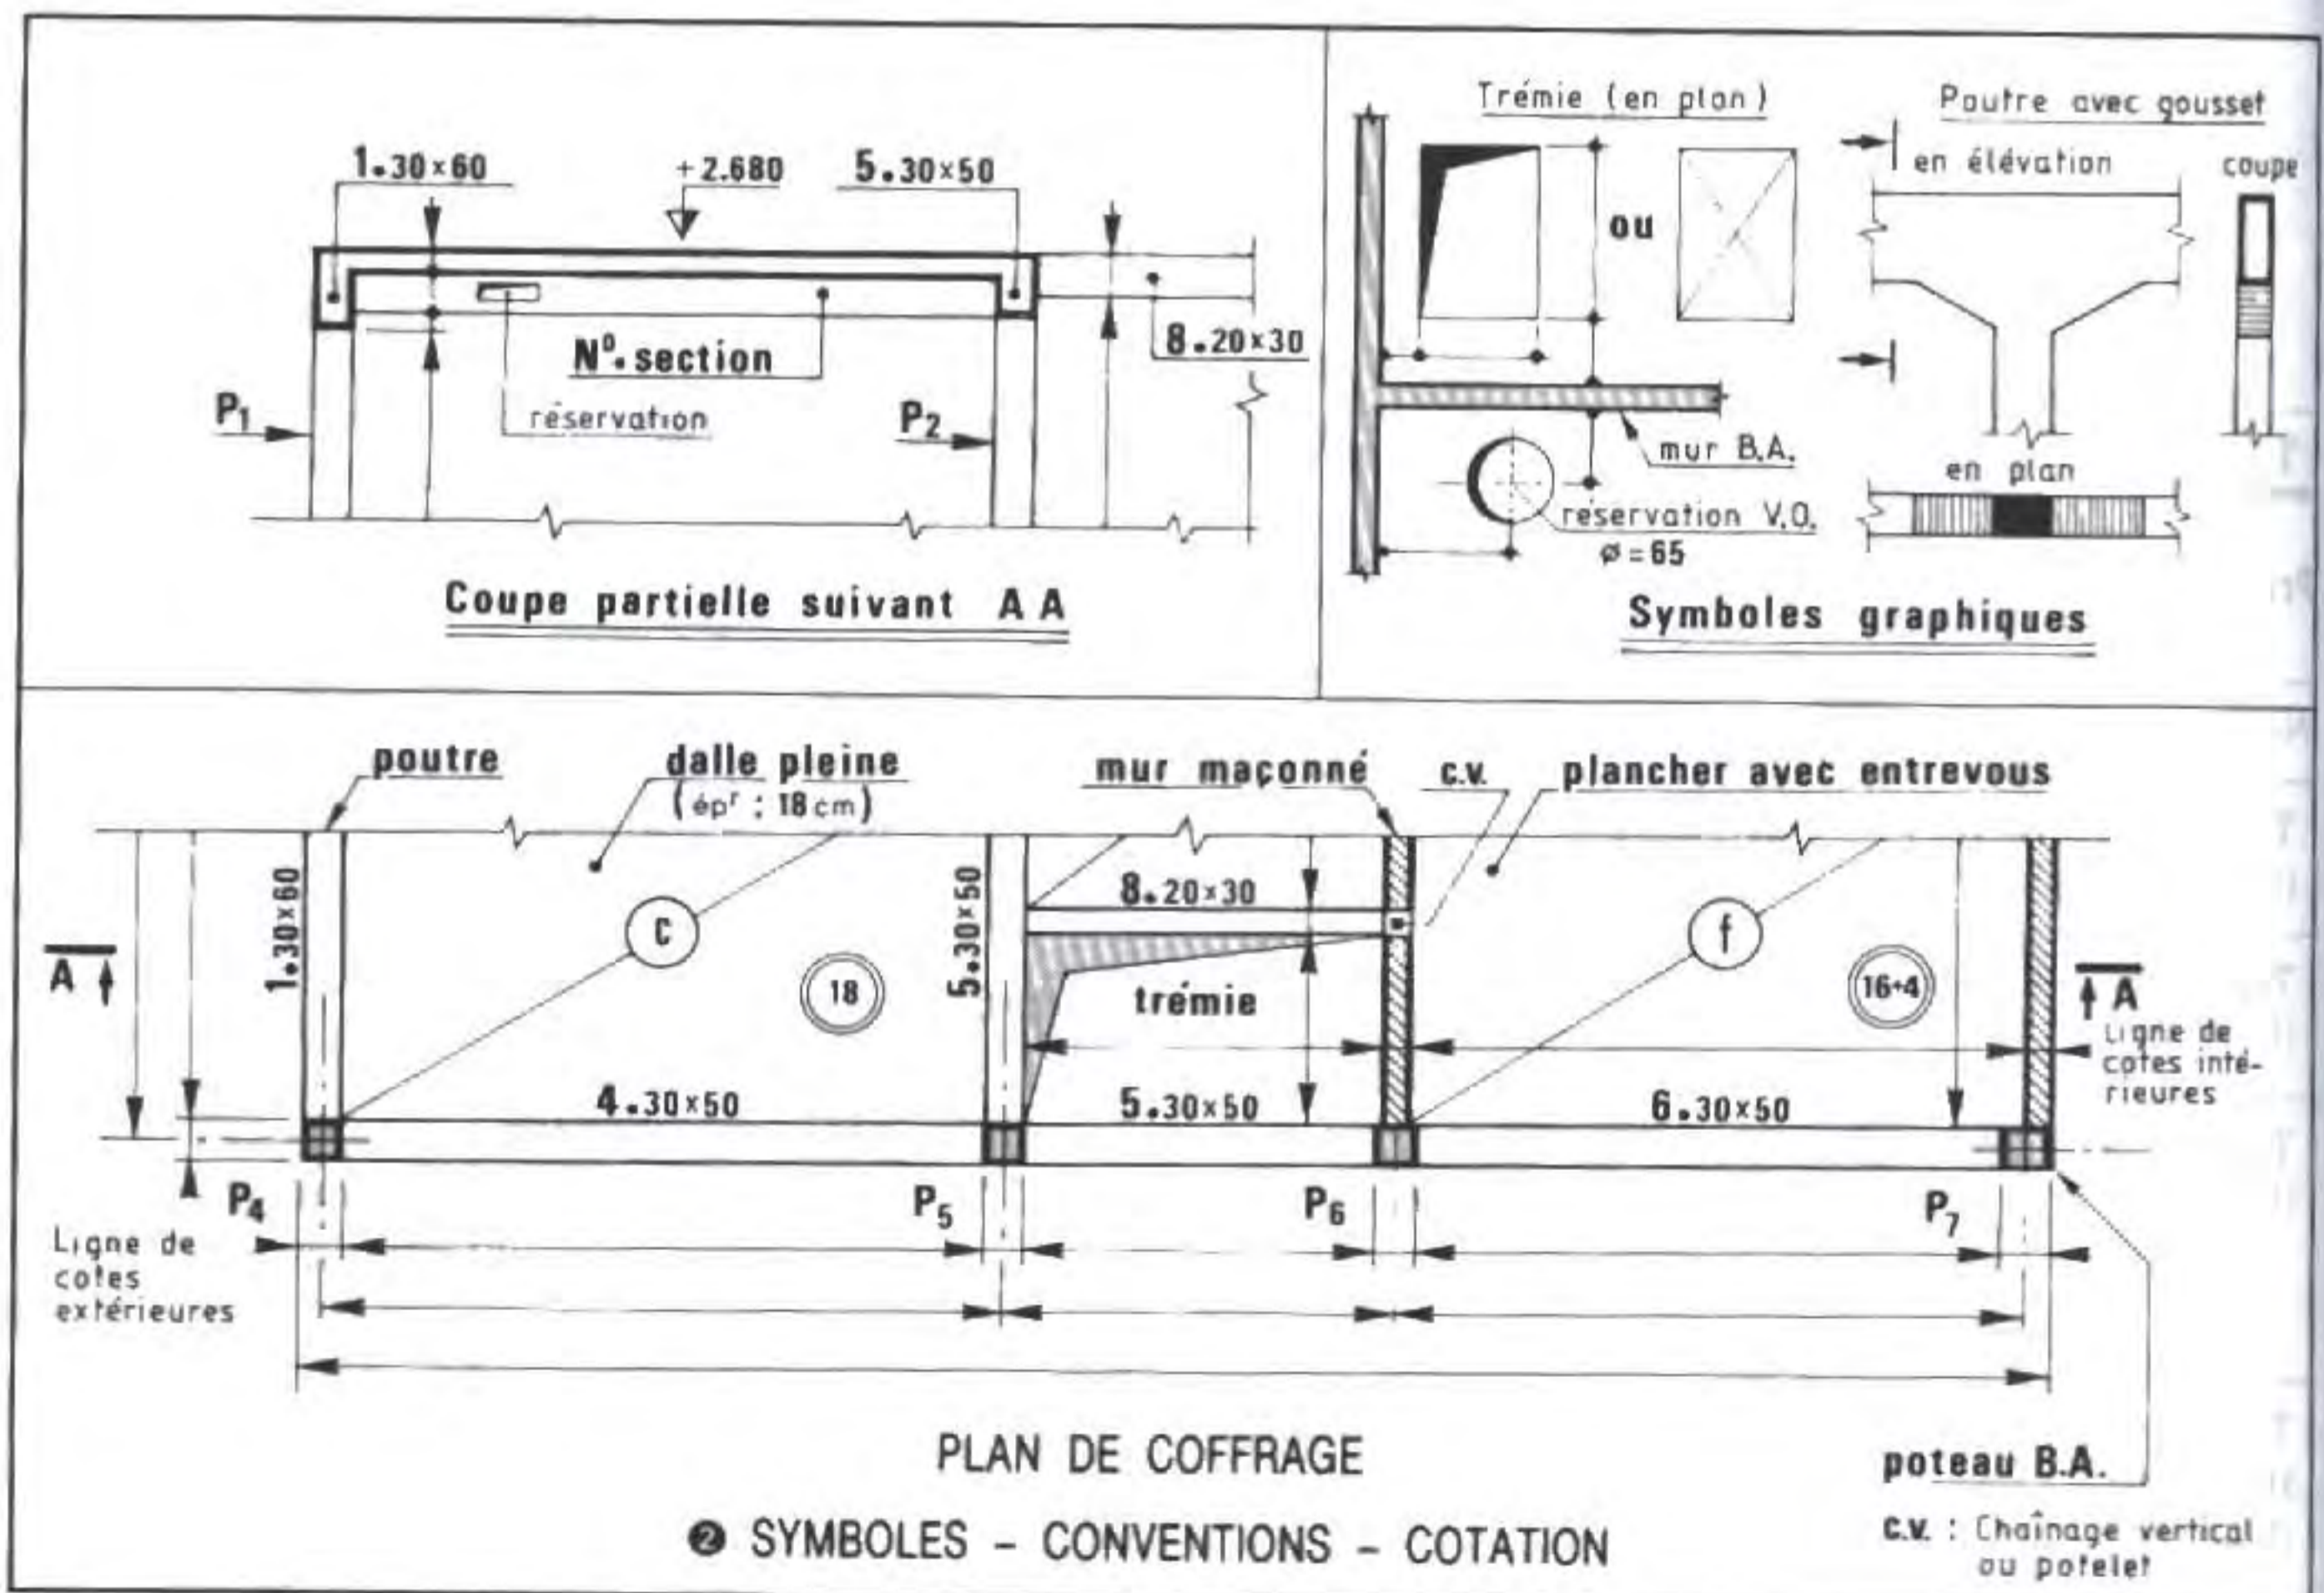 1.30×60
+2.680
5.30×50
8.20×30
N°.section
réservation
P1
P2
Coupe partielle suivant A A
Trémie (en plan)
ou
mur B.A.
réservation V.O.
ø=65
Poutre avec gousset
en élévation
coupe
en plan
Symboles graphiques
poutre
dalle pleine
(épr : 18 cm)
mur maçonné
c.v.
plancher avec entrevous
1.30×60
C
18
5.30×50
8.20×30
trémie
f
16+4
A
A
Ligne de
cotes inté-
rieures
4.30×50
5.30×50
6.30×50
P4
P5
P6
P7
Ligne de
cotes
extérieures
PLAN DE COFFRAGE
poteau B.A.
❷ SYMBOLES – CONVENTIONS – COTATION
c.v. : Chaînage vertical
ou potelet